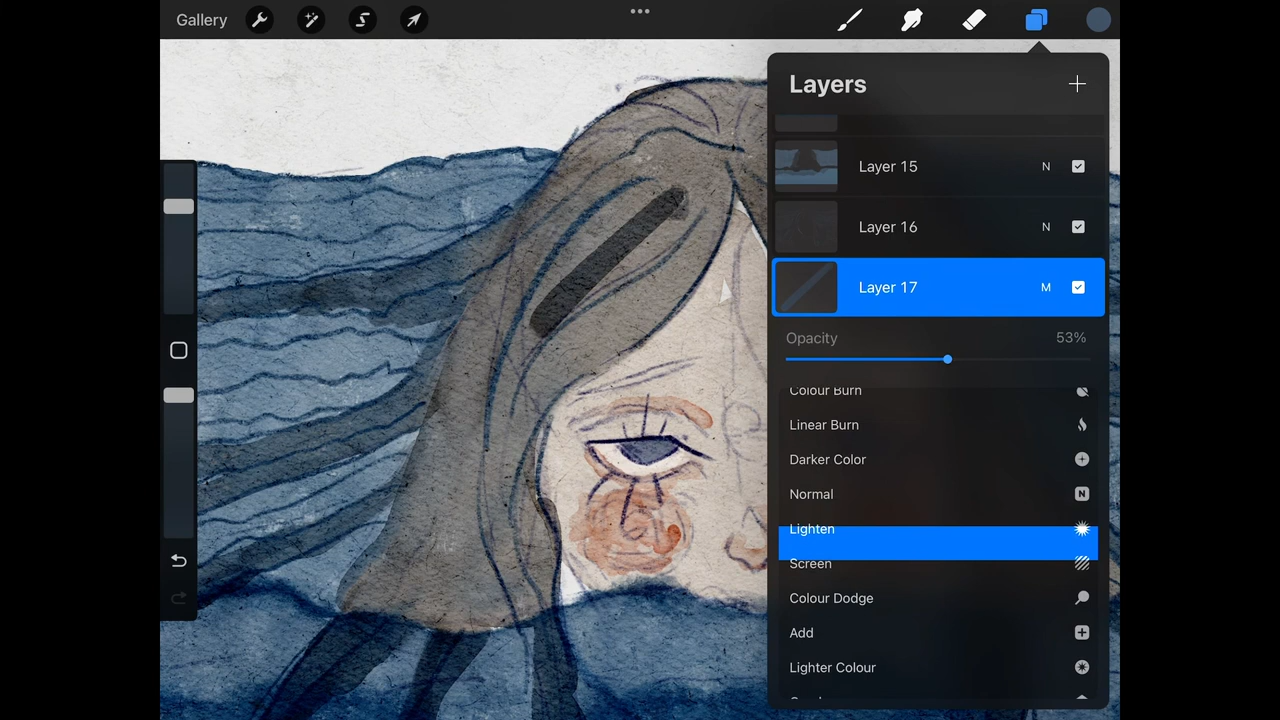 Gallery
Layers
Layer 15 N
Layer 16 N
Layer 17 M
Opacity 53%
Colour Burn
Linear Burn
Darker Color
Normal N
Lighten
Screen
Colour Dodge
Add
Lighter Colour